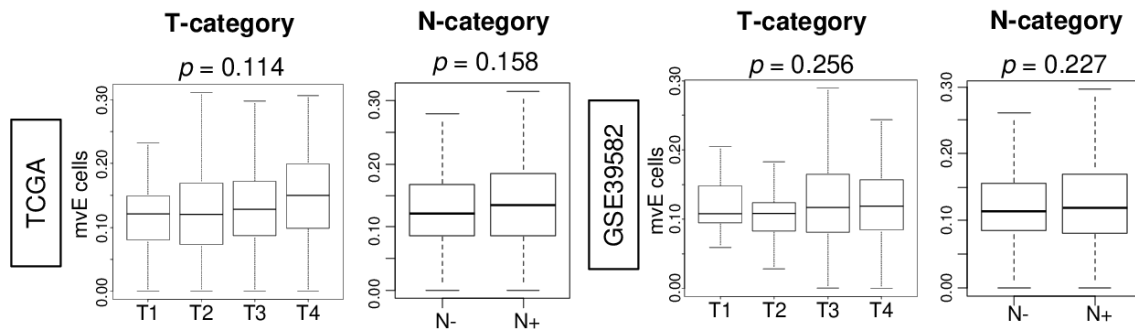 T-category
p = 0.114
N-category
p = 0.158
T-category
p = 0.256
N-category
p = 0.227
TCGA
mvE cells
0.30
0.20
0.10
0.00
T1 T2 T3 T4
0.30
0.20
0.10
0.00
N- N+
GSE39582
mvE cells
0.30
0.20
0.10
0.00
T1 T2 T3 T4
0.30
0.20
0.10
0.00
N- N+